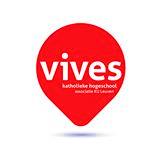 vives
katholieke hogeschool
associatie KU Leuven